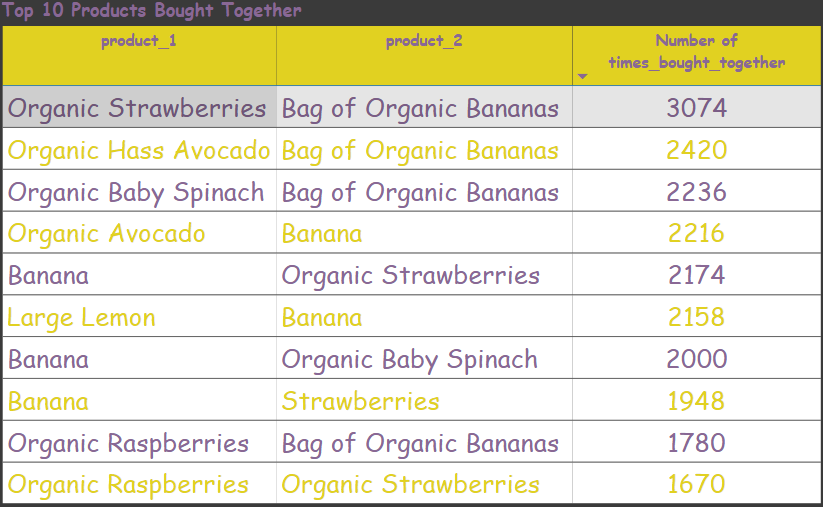 Top 10 Products Bought Together
product_1 product_2 Number of
times_bought_together
Organic Strawberries Bag of Organic Bananas 3074
Organic Hass Avocado Bag of Organic Bananas 2420
Organic Baby Spinach Bag of Organic Bananas 2236
Organic Avocado Banana 2216
Banana Organic Strawberries 2174
Large Lemon Banana 2158
Banana Organic Baby Spinach 2000
Banana Strawberries 1948
Organic Raspberries Bag of Organic Bananas 1780
Organic Raspberries Organic Strawberries 1670